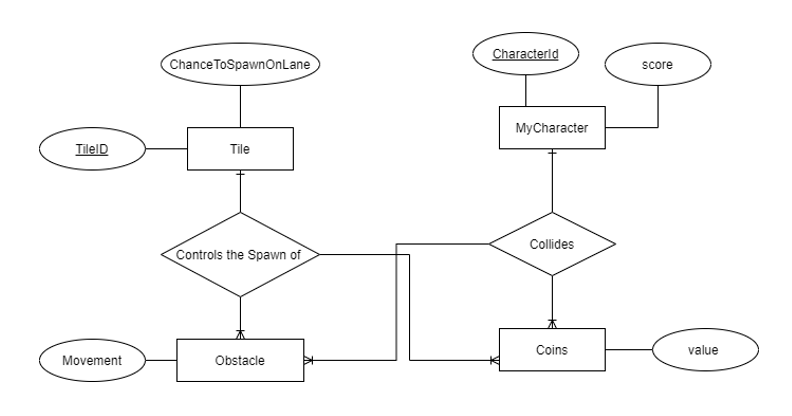 ChanceToSpawnOnLane
CharacterId
score
MyCharacter
TileID
Tile
Controls the Spawn of
Collides
Movement
Obstacle
Coins
value